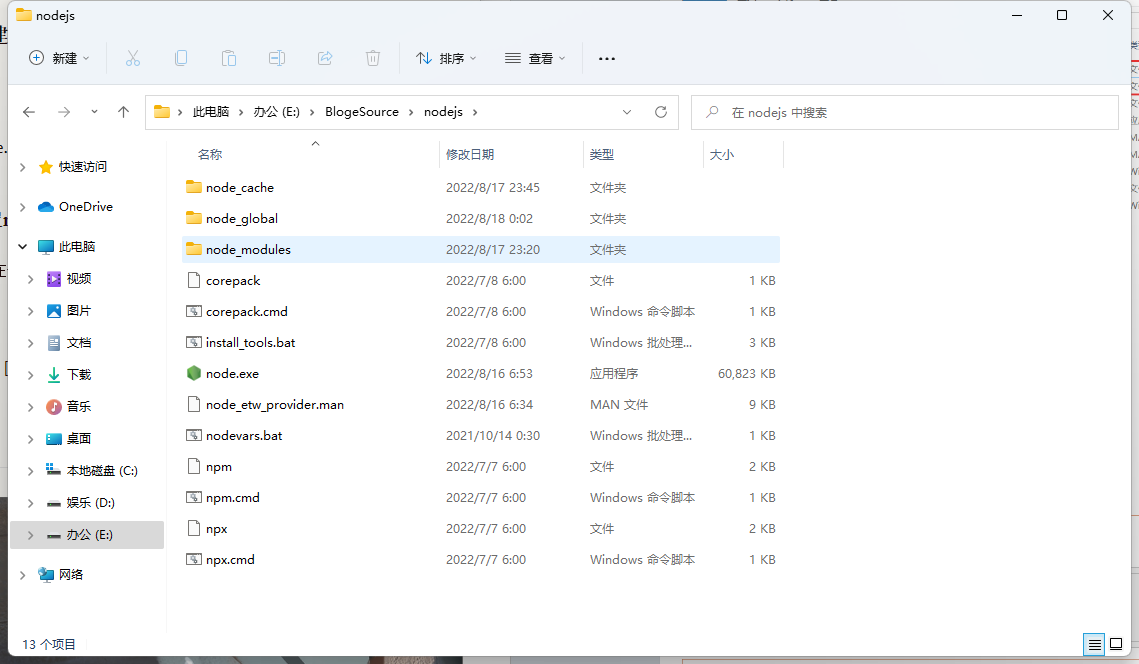 nodejs
新建
排序
查看
此电脑 办公 (E:) BlogeSource nodejs
在 nodejs 中搜索
快速访问
OneDrive
此电脑
视频
图片
文档
下载
音乐
桌面
本地磁盘 (C:)
娱乐 (D:)
办公 (E:)
网络
名称 修改日期 类型 大小
node_cache 2022/8/17 23:45 文件夹
node_global 2022/8/18 0:02 文件夹
node_modules 2022/8/17 23:20 文件夹
corepack 2022/7/8 6:00 文件 1 KB
corepack.cmd 2022/7/8 6:00 Windows 命令脚本 1 KB
install_tools.bat 2022/7/8 6:00 Windows 批处理... 3 KB
node.exe 2022/8/16 6:53 应用程序 60,823 KB
node_etw_provider.man 2022/8/16 6:34 MAN 文件 9 KB
nodevars.bat 2021/10/14 0:30 Windows 批处理... 1 KB
npm 2022/7/7 6:00 文件 2 KB
npm.cmd 2022/7/7 6:00 Windows 命令脚本 1 KB
npx 2022/7/7 6:00 文件 2 KB
npx.cmd 2022/7/7 6:00 Windows 命令脚本 1 KB
13 个项目